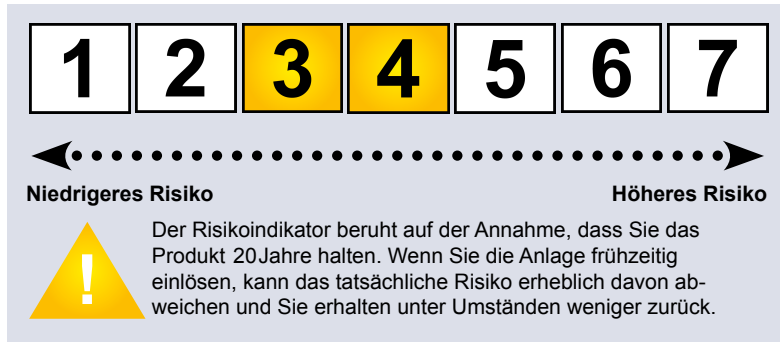 1 2 3 4 5 6 7
Niedrigeres Risiko Höheres Risiko
!
Der Risikoindikator beruht auf der Annahme, dass Sie das
Produkt 20Jahre halten. Wenn Sie die Anlage frühzeitig
einlösen, kann das tatsächliche Risiko erheblich davon ab-
weichen und Sie erhalten unter Umständen weniger zurück.